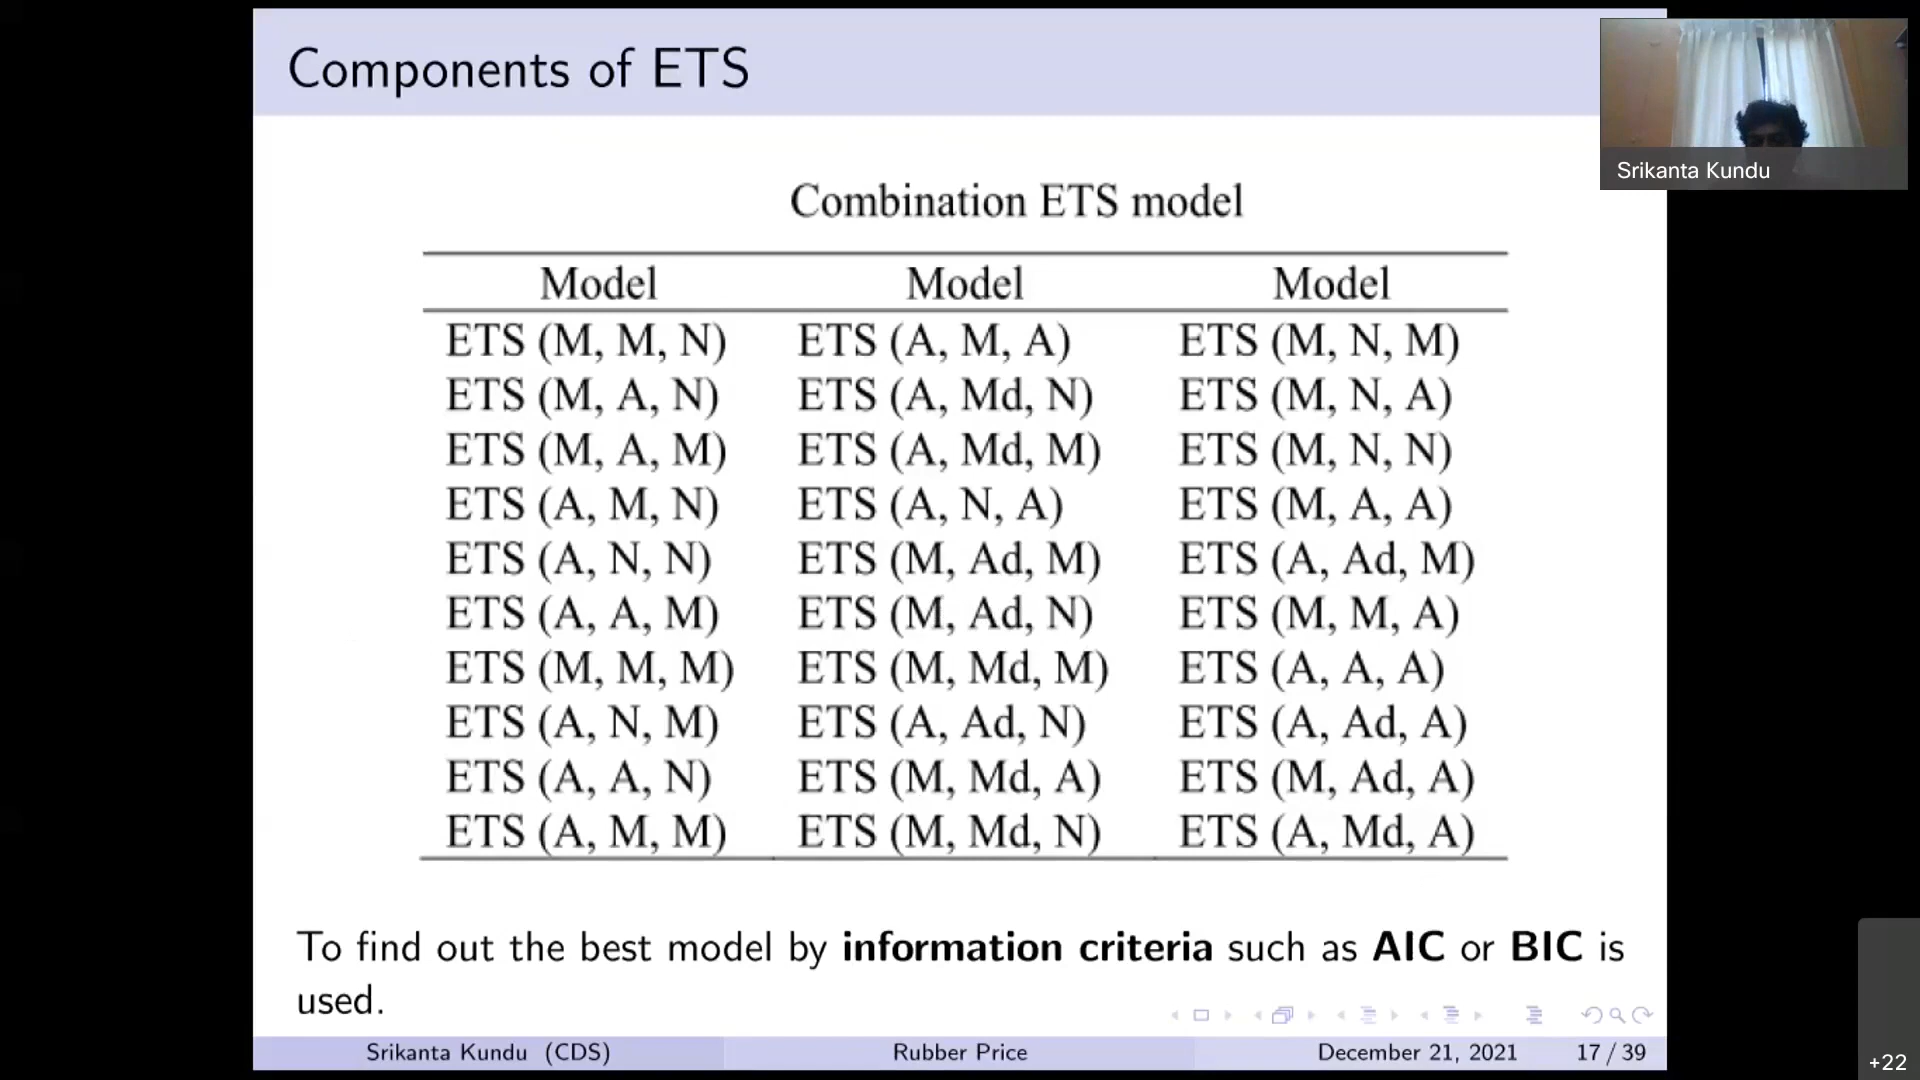 Components of ETS
Srikanta Kundu
Combination ETS model
Model Model Model
ETS (M, M, N) ETS (A, M, A) ETS (M, N, M)
ETS (M, A, N) ETS (A, Md, N) ETS (M, N, A)
ETS (M, A, M) ETS (A, Md, M) ETS (M, N, N)
ETS (A, M, N) ETS (A, N, A) ETS (M, A, A)
ETS (A, N, N) ETS (M, Ad, M) ETS (A, Ad, M)
ETS (A, A, M) ETS (M, Ad, N) ETS (M, M, A)
ETS (M, M, M) ETS (M, Md, M) ETS (A, A, A)
ETS (A, N, M) ETS (A, Ad, N) ETS (A, Ad, A)
ETS (A, A, N) ETS (M, Md, A) ETS (M, Ad, A)
ETS (A, M, M) ETS (M, Md, N) ETS (A, Md, A)
To find out the best model by information criteria such as AIC or BIC is
used.
Srikanta Kundu (CDS) Rubber Price December 21, 2021 17 / 39
+22